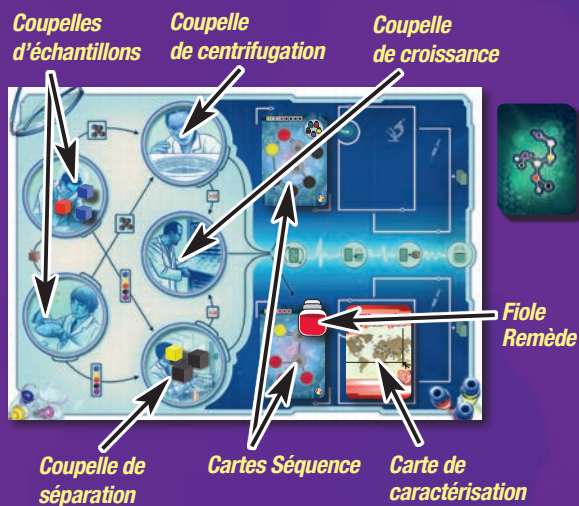 Coupelles
d'échantillons
Coupelle
de centrifugation
Coupelle
de croissance
Fiole
Remède
Coupelle de
séparation
Cartes Séquence
Carte de
caractérisation